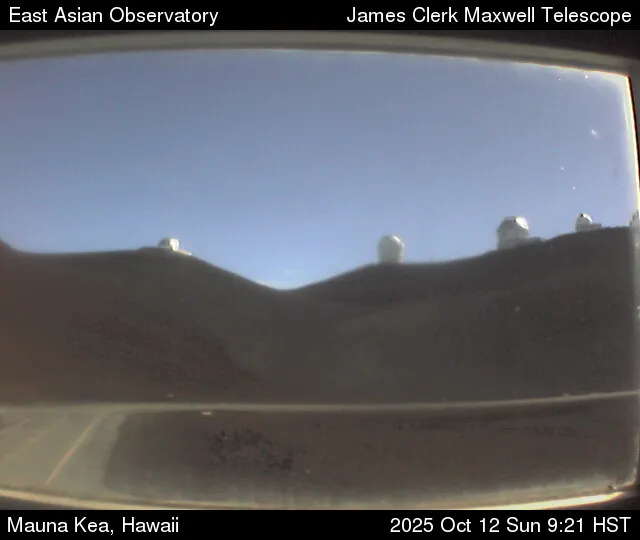 East Asian Observatory
James Clerk Maxwell Telescope
Mauna Kea, Hawaii
2025 Oct 12 Sun 9:21 HST